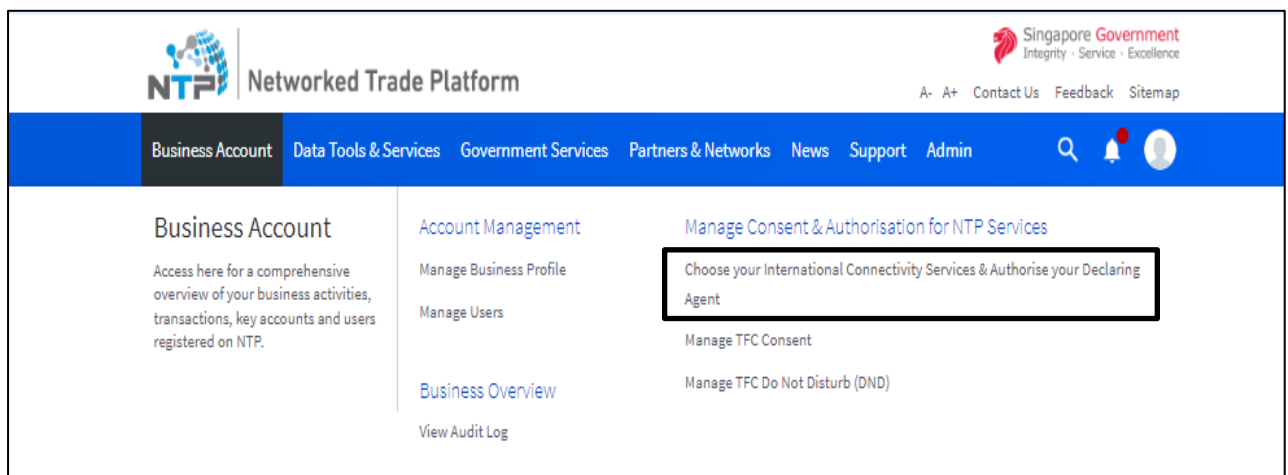 Singapore Government
Integrity · Service · Excellence
NTP
Networked Trade Platform
A- A+ Contact Us Feedback Sitemap
Business Account Data Tools & Services Government Services Partners & Networks News Support Admin
Business Account
Access here for a comprehensive
overview of your business activities,
transactions, key accounts and users
registered on NTP.
Account Management
Manage Business Profile
Manage Users
Business Overview
View Audit Log
Manage Consent & Authorisation for NTP Services
Choose your International Connectivity Services & Authorise your Declaring
Agent
Manage TFC Consent
Manage TFC Do Not Disturb (DND)